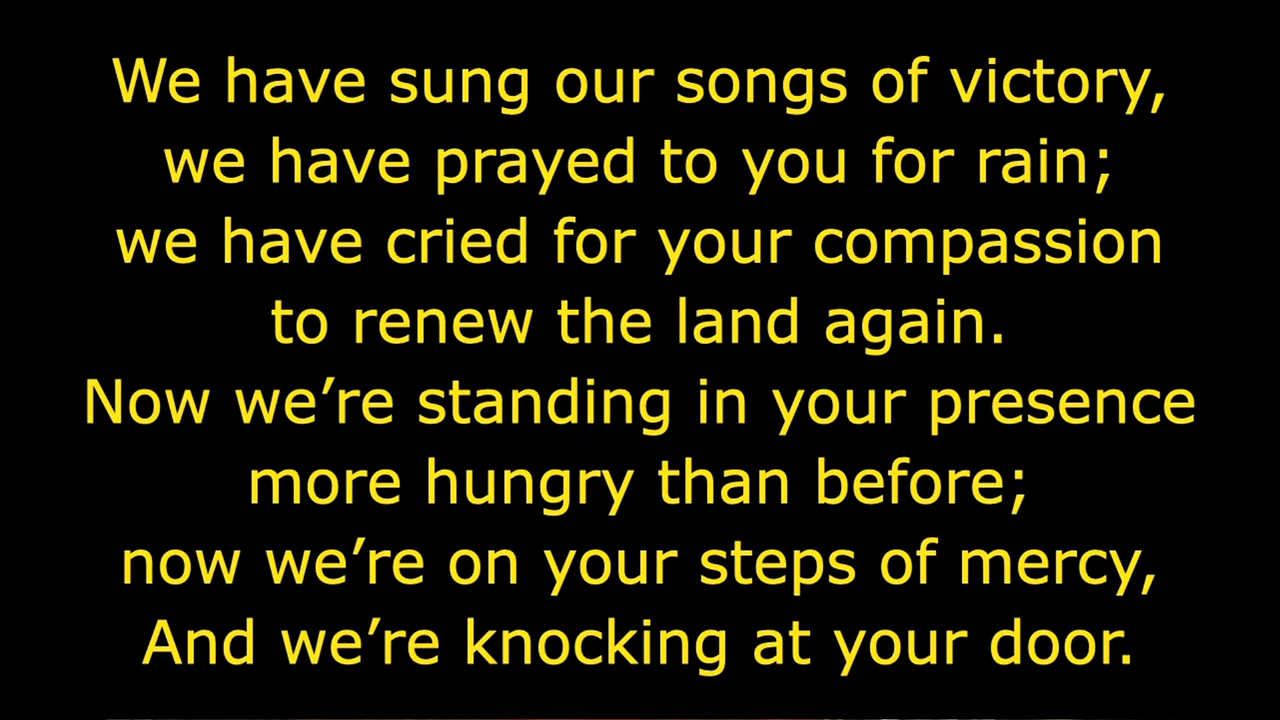 We have sung our songs of victory,
we have prayed to you for rain;
we have cried for your compassion
to renew the land again.
Now we’re standing in your presence
more hungry than before;
now we’re on your steps of mercy,
And we’re knocking at your door.